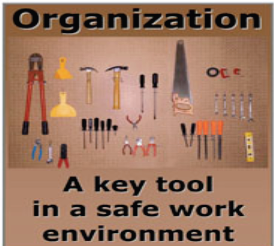 Organization
A key tool
in a safe work
environment